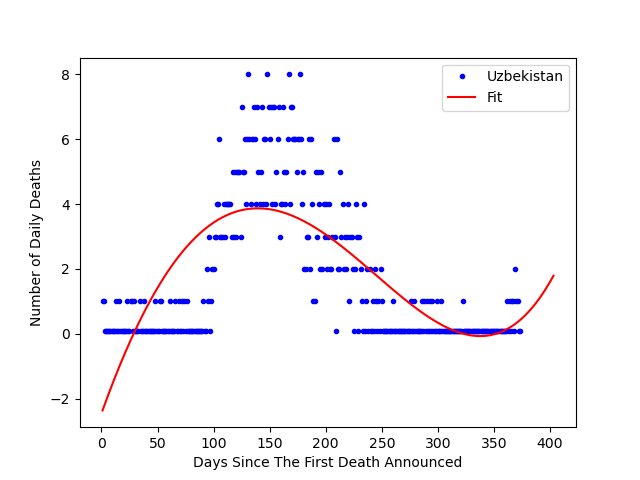 Uzbekistan
Fit
Number of Daily Deaths
8
6
4
2
0
−2
0 50 100 150 200 250 300 350 400
Days Since The First Death Announced